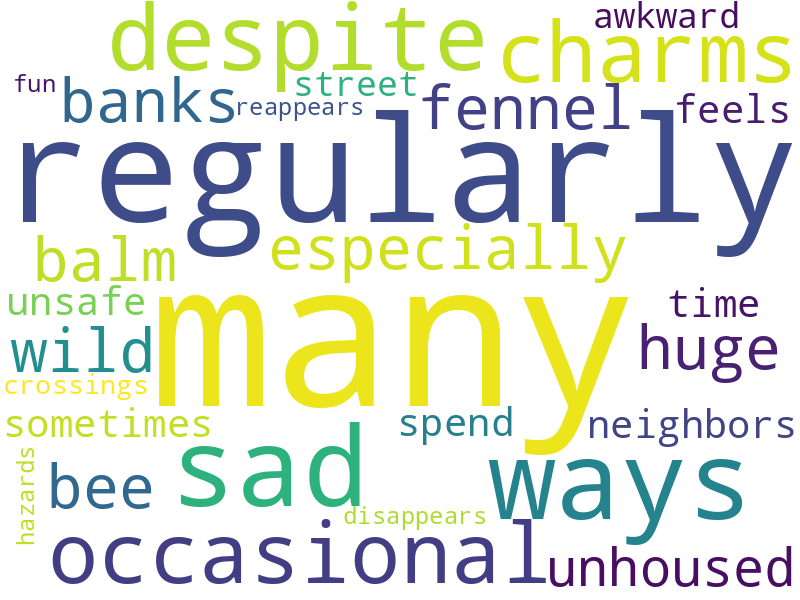 despite
awkward
charms
fun
banks
street
reappears
fennel
feels
regularly
balm
especially
unsafe
many
time
wild
huge
crossings
sometimes
spend
neighbors
hazards
bee
sad
ways
disappears
occasional
unhoused